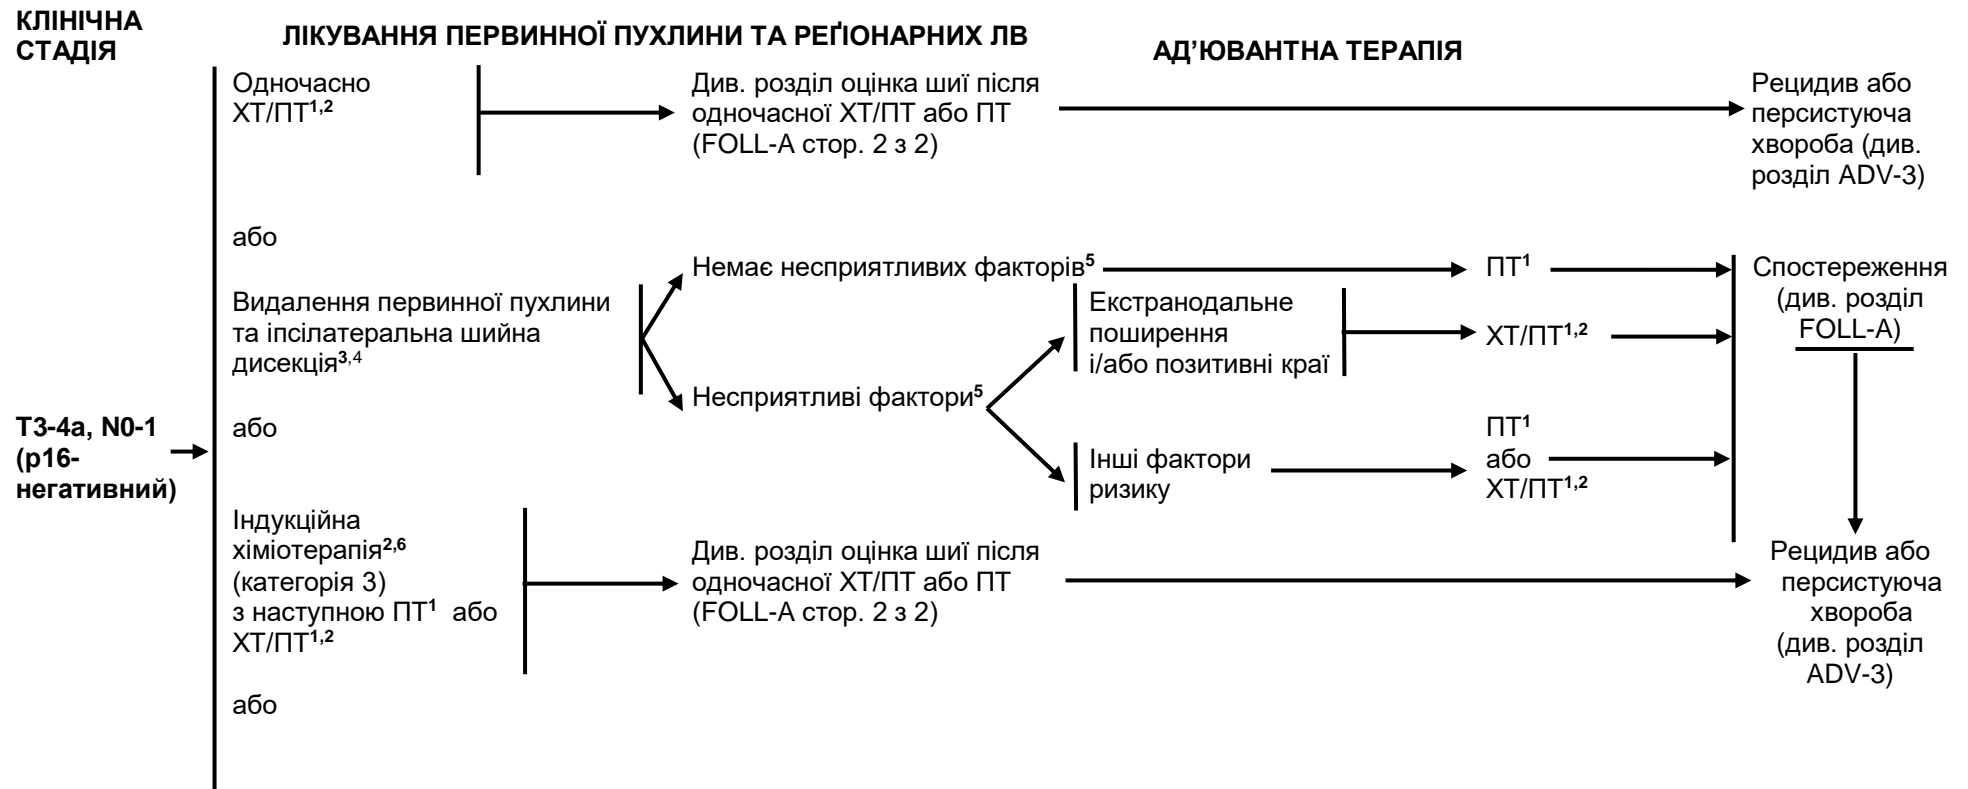 КЛІНІЧНА
СТАДІЯ
ЛІКУВАННЯ ПЕРВИННОЇ ПУХЛИНИ ТА РЕҐІОНАРНИХ ЛВ
АД’ЮВАНТНА ТЕРАПІЯ
T3-4a, N0-1
(p16-
негативний)
Одночасно
ХТ/ПТ1,2
Див. розділ оцінка шиї після
одночасної ХТ/ПТ або ПТ
(FOLL-A стор. 2 з 2)
Рецидив або
персистуюча
хвороба (див.
розділ ADV-3)
або
Видалення первинної пухлини
та іпсілатеральна шийна
дисекція3,4
Немає несприятливих факторів5
ПТ1
Несприятливі фактори5
Екстранодальне
поширення
і/або позитивні краї
ХТ/ПТ1,2
Інші фактори
ризику
ПТ1
або
ХТ/ПТ1,2
Спостереження
(див. розділ
FOLL-A)
або
Індукційна
хіміотерапія2,6
(категорія 3)
з наступною ПТ1 або
ХТ/ПТ1,2
Див. розділ оцінка шиї після
одночасної ХТ/ПТ або ПТ
(FOLL-A стор. 2 з 2)
Рецидив або
персистуюча
хвороба
(див. розділ
ADV-3)
або